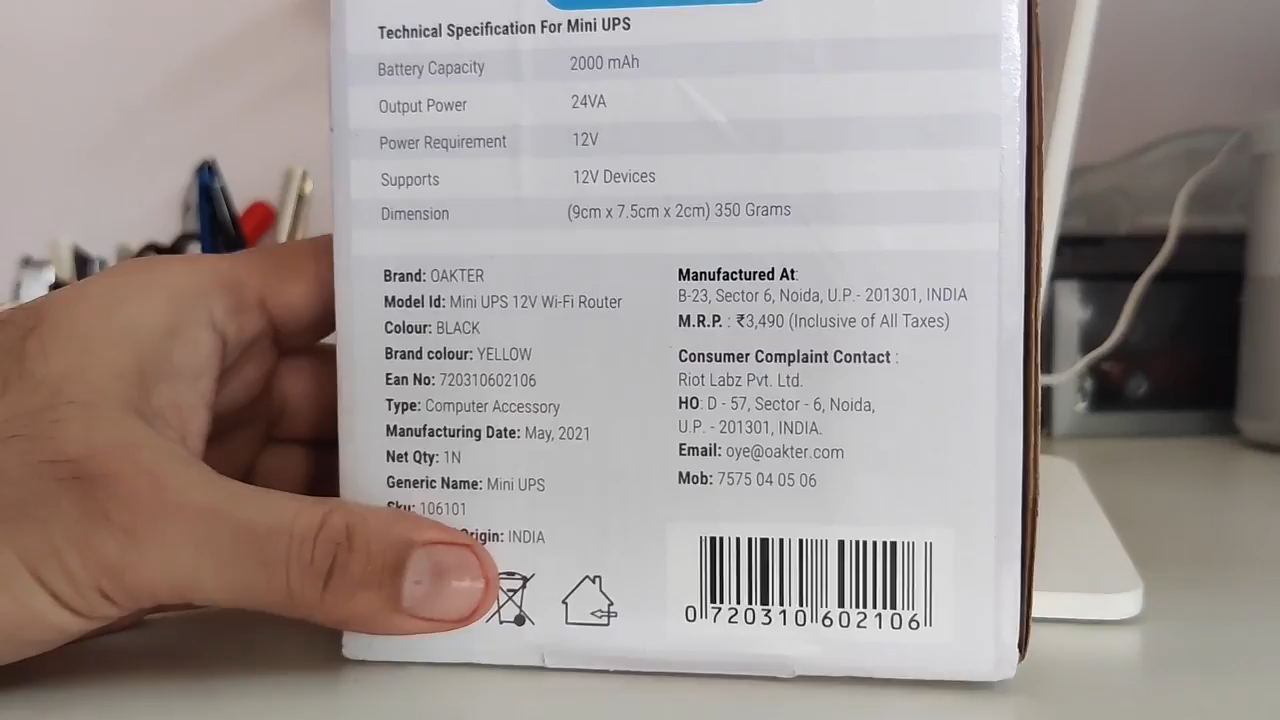 Technical Specification For Mini UPS
Battery Capacity 2000 mAh
Output Power 24VA
Power Requirement 12V
Supports 12V Devices
Dimension (9cm x 7.5cm x 2cm) 350 Grams
Brand: OAKTER
Model Id: Mini UPS 12V Wi-Fi Router
Colour: BLACK
Brand colour: YELLOW
Ean No: 720310602106
Type: Computer Accessory
Manufacturing Date: May, 2021
Net Qty: 1N
Generic Name: Mini UPS
Sku: 106101
Origin: INDIA
Manufactured At:
B-23, Sector 6, Noida, U.P.- 201301, INDIA
M.R.P. : ₹3,490 (Inclusive of All Taxes)
Consumer Complaint Contact :
Riot Labz Pvt. Ltd.
HO: D - 57, Sector - 6, Noida,
U.P. - 201301, INDIA.
Email: oye@oakter.com
Mob: 7575 04 05 06
0 720310 602106